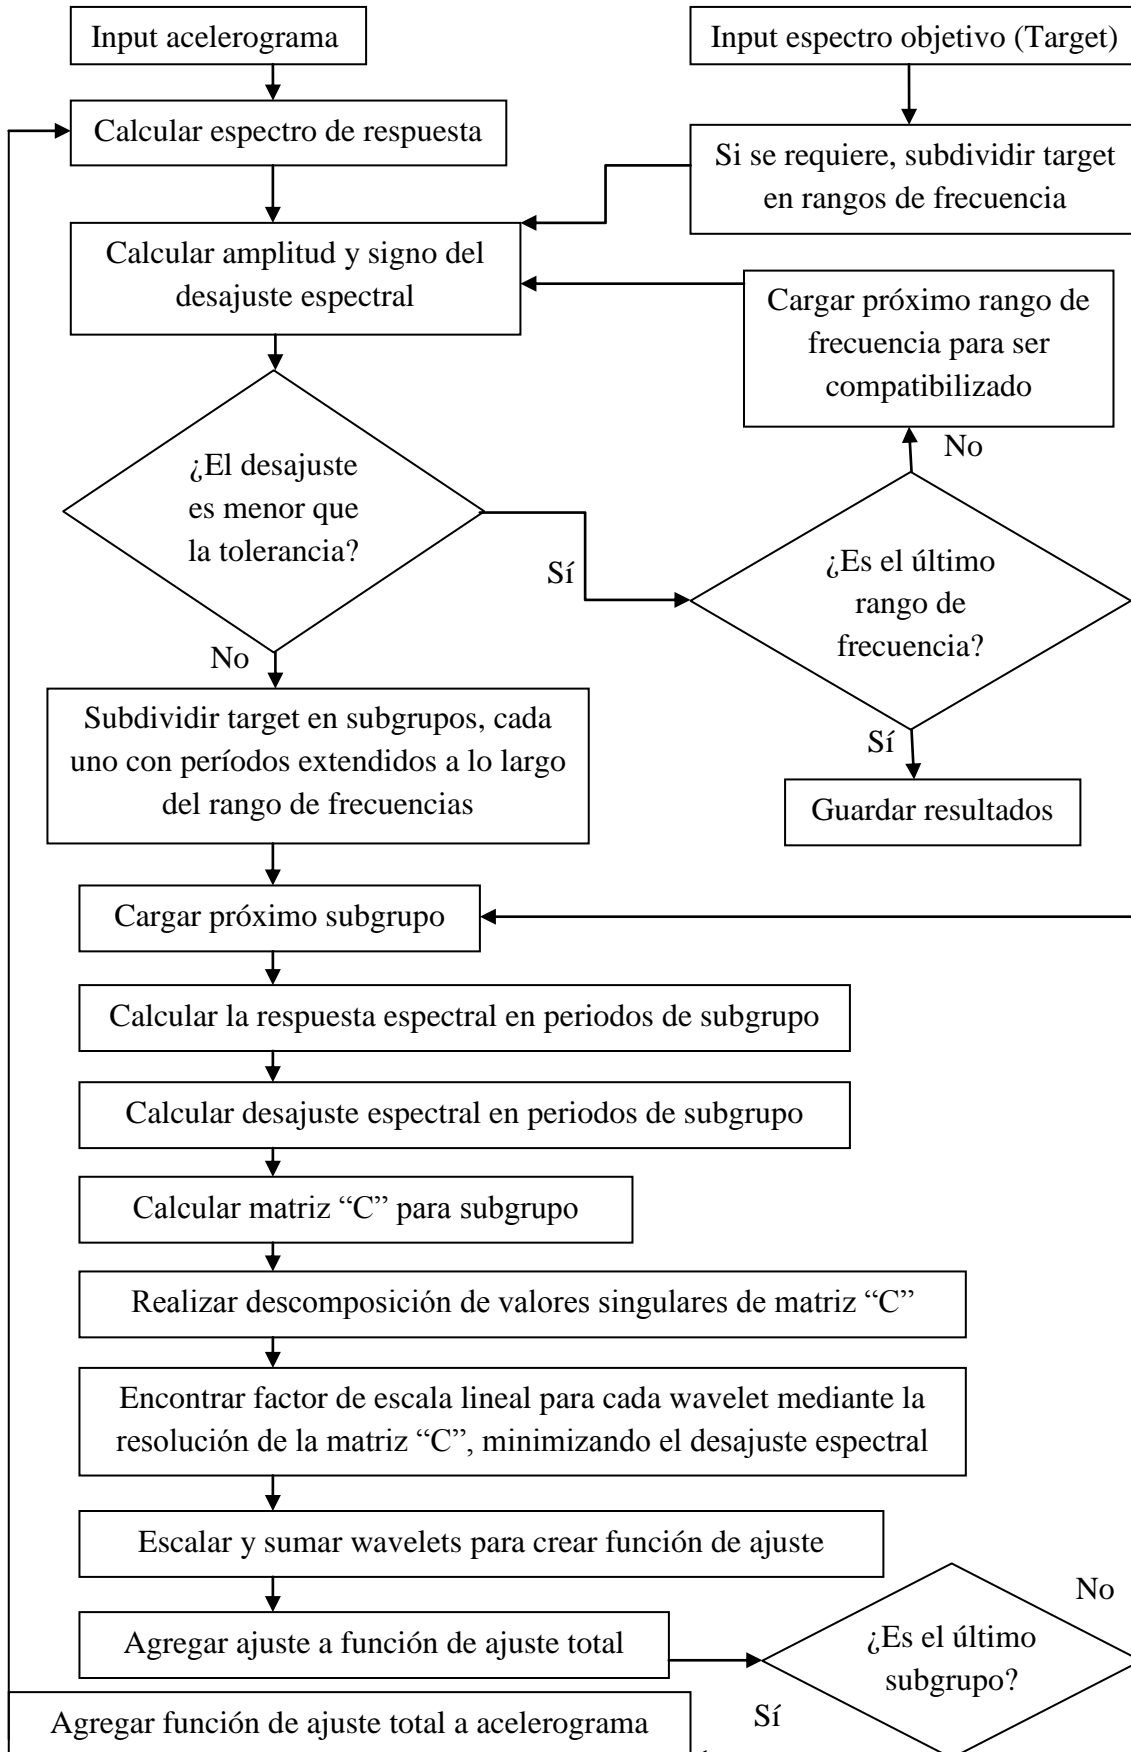 Input acelerograma
Input espectro objetivo (Target)
Calcular espectro de respuesta
Si se requiere, subdividir target
en rangos de frecuencia
Calcular amplitud y signo del
desajuste espectral
Cargar próximo rango de
frecuencia para ser
compatibilizado
No
¿El desajuste
es menor que
la tolerancia?
Sí
¿Es el último
rango de
frecuencia?
No
Sí
Subdividir target en subgrupos, cada
uno con períodos extendidos a lo largo
del rango de frecuencias
Guardar resultados
Cargar próximo subgrupo
Calcular la respuesta espectral en periodos de subgrupo
Calcular desajuste espectral en periodos de subgrupo
Calcular matriz “C” para subgrupo
Realizar descomposición de valores singulares de matriz “C”
Encontrar factor de escala lineal para cada wavelet mediante la
resolución de la matriz “C”, minimizando el desajuste espectral
Escalar y sumar wavelets para crear función de ajuste
No
Agregar ajuste a función de ajuste total
¿Es el último
subgrupo?
Sí
Agregar función de ajuste total a acelerograma